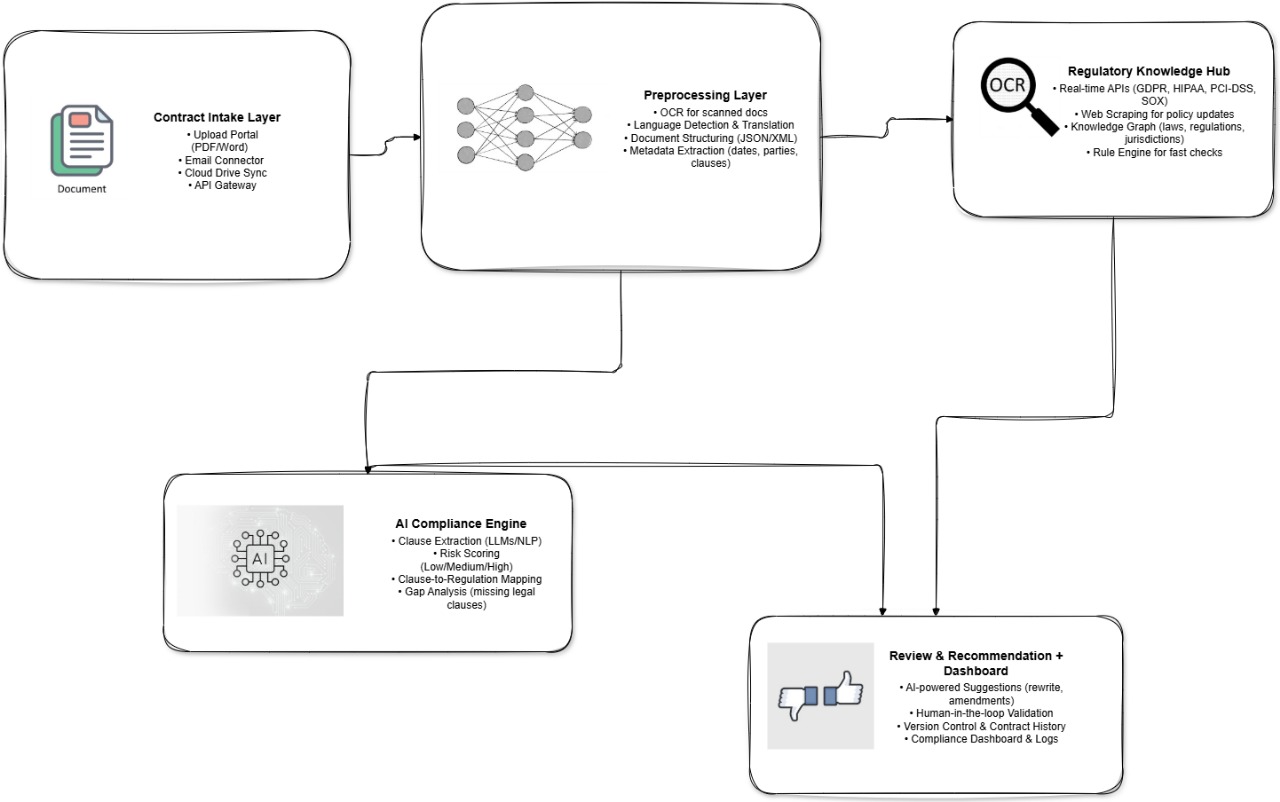 Document
Contract Intake Layer
• Upload Portal
(PDF/Word)
• Email Connector
• Cloud Drive Sync
• API Gateway
Preprocessing Layer
• OCR for scanned docs
• Language Detection & Translation
• Document Structuring (JSON/XML)
• Metadata Extraction (dates, parties,
clauses)
OCR
Regulatory Knowledge Hub
• Real-time APIs (GDPR, HIPAA, PCI-DSS,
SOX)
• Web Scraping for policy updates
• Knowledge Graph (laws, regulations,
jurisdictions)
• Rule Engine for fast checks
AI
AI Compliance Engine
• Clause Extraction (LLMs/NLP)
• Risk Scoring
(Low/Medium/High)
• Clause-to-Regulation Mapping
• Gap Analysis (missing legal
clauses)
Review & Recommendation +
Dashboard
• AI-powered Suggestions (rewrite,
amendments)
• Human-in-the-loop Validation
• Version Control & Contract History
• Compliance Dashboard & Logs